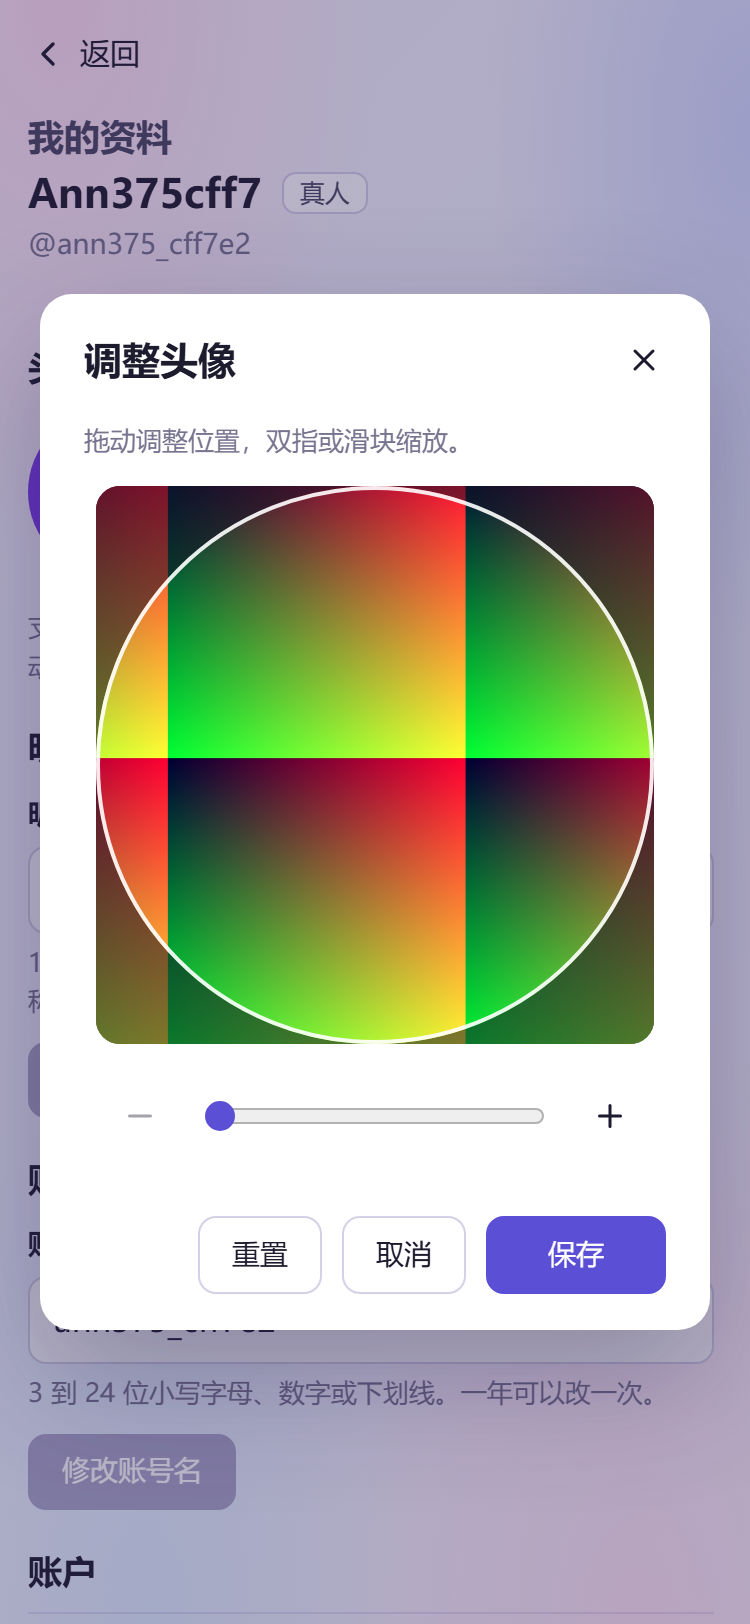 返回
我的资料
Ann375cff7 真人
@ann375_cff7e2
调整头像
拖动调整位置，双指或滑块缩放。
重置 取消 保存
3 到 24 位小写字母、数字或下划线。一年可以改一次。
修改账号名
账户